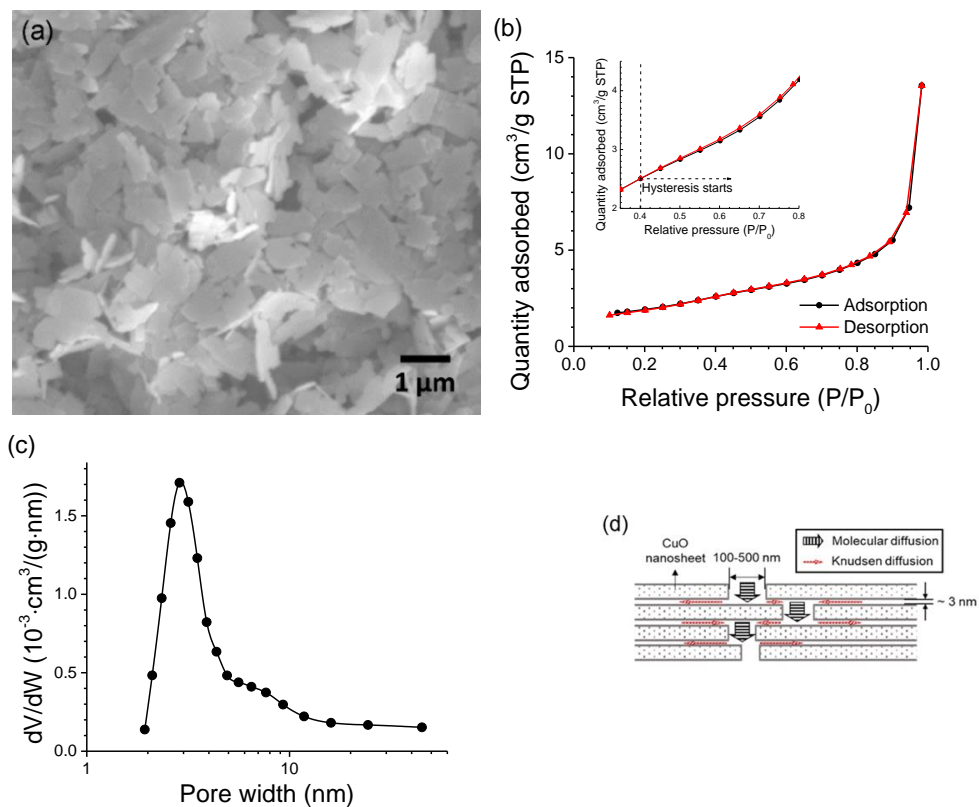 (a)
1 μm
(b)
Quantity adsorbed (cm³/g STP)
15
10
5
0
0.0 0.2 0.4 0.6 0.8 1.0
Relative pressure (P/P₀)
Adsorption
Desorption
Quantity adsorbed (cm³/g STP)
4
3
2
0.4 0.5 0.6 0.7 0.8
Relative pressure (P/P₀)
Hysteresis starts
(c)
dV/dW (10⁻³·cm³/(g·nm))
1.5
1.0
0.5
0.0
1 10
Pore width (nm)
(d)
CuO
nanosheet
100-500 nm
Molecular diffusion
Knudsen diffusion
~ 3 nm